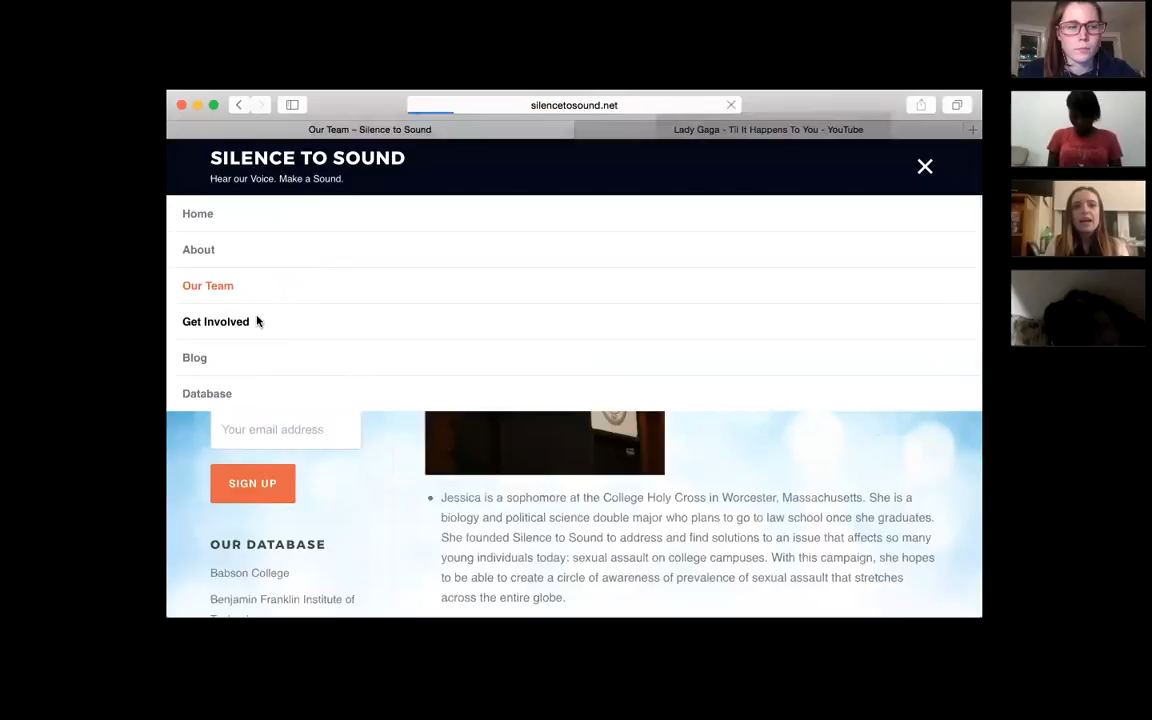 silencetosound.net
Our Team – Silence to Sound
Lady Gaga - Til It Happens To You - YouTube
SILENCE TO SOUND
Hear our Voice. Make a Sound.
Home
About
Our Team
Get Involved
Blog
Database
Your email address
SIGN UP
OUR DATABASE
Babson College
Benjamin Franklin Institute of
Jessica is a sophomore at the College Holy Cross in Worcester, Massachusetts. She is a
biology and political science double major who plans to go to law school once she graduates.
She founded Silence to Sound to address and find solutions to an issue that affects so many
young individuals today: sexual assault on college campuses. With this campaign, she hopes
to be able to create a circle of awareness of prevalence of sexual assault that stretches
across the entire globe.